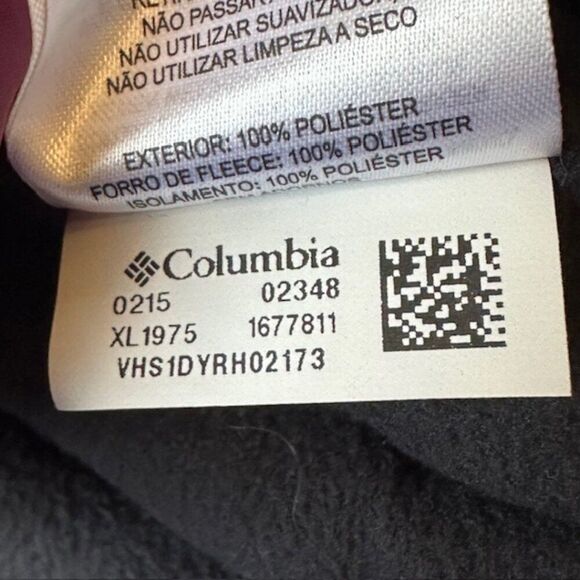 NÃO PASSAR
NÃO UTILIZAR SUAVIZADOR
NÃO UTILIZAR LIMPEZA A SECO
EXTERIOR: 100% POLIÉSTER
FORRO DE FLEECE: 100% POLIÉSTER
ISOLAMENTO: 100% POLIÉSTER
Columbia
0215 02348
XL1975 1677811
VHS1DYRH02173